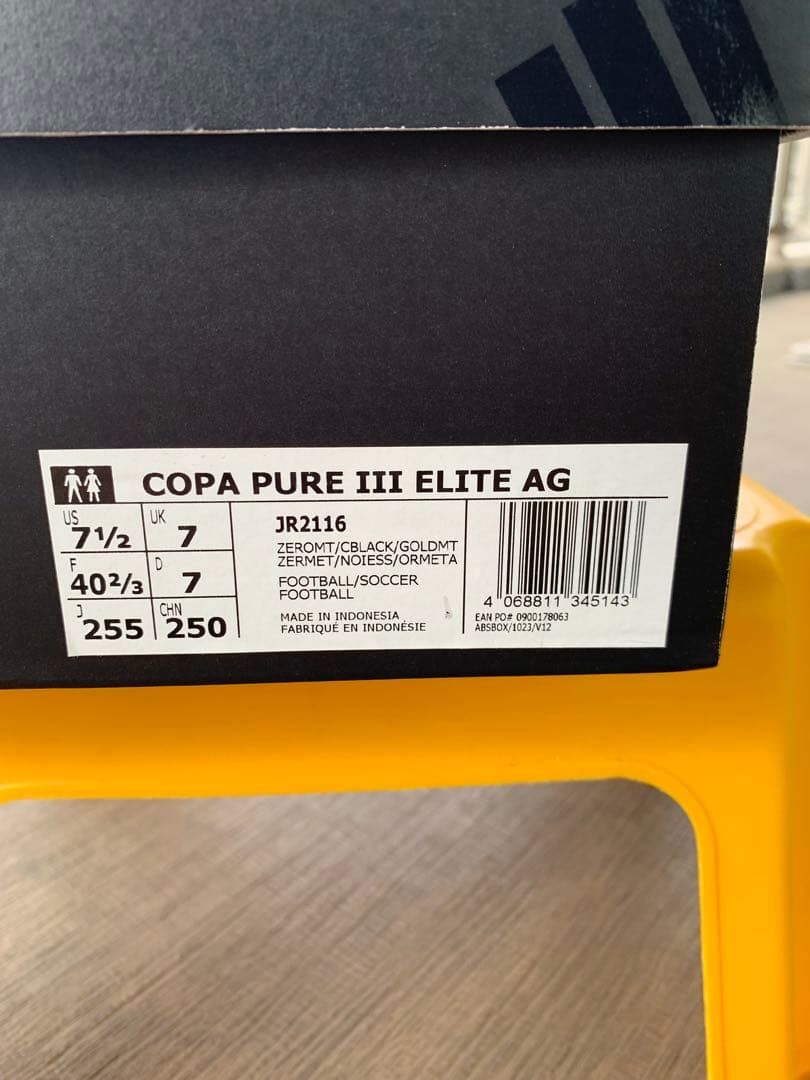 COPA PURE III ELITE AG
US 7½ UK 7
F 40⅔ D 7
J 255 CHN 250
JR2116
ZEROMT/CBLACK/GOLDMT
ZERMET/NOIESS/ORMETA
FOOTBALL/SOCCER
FOOTBALL
MADE IN INDONESIA
FABRIQUÉ EN INDONÉSIE
4 068811 345143
EAN PO# 0900178063
ABSBOX/1023/V12